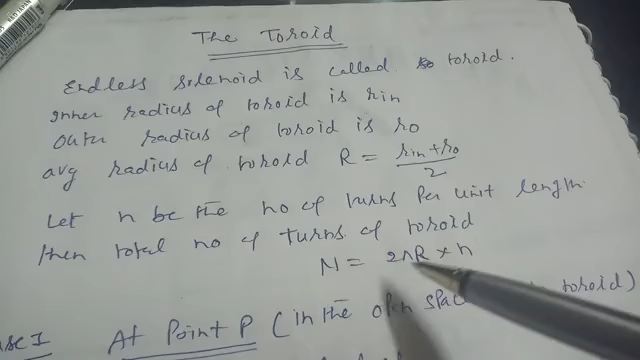 The Toroid
Endless solenoid is called toroid.
Inner radius of toroid is rin
Outer radius of toroid is ro
avg radius of toroid R = rin+ro / 2
Let n be the no of turns per unit length.
then total no of turns of toroid
N = 2πR × n
Case I At Point P (in the open toroid)